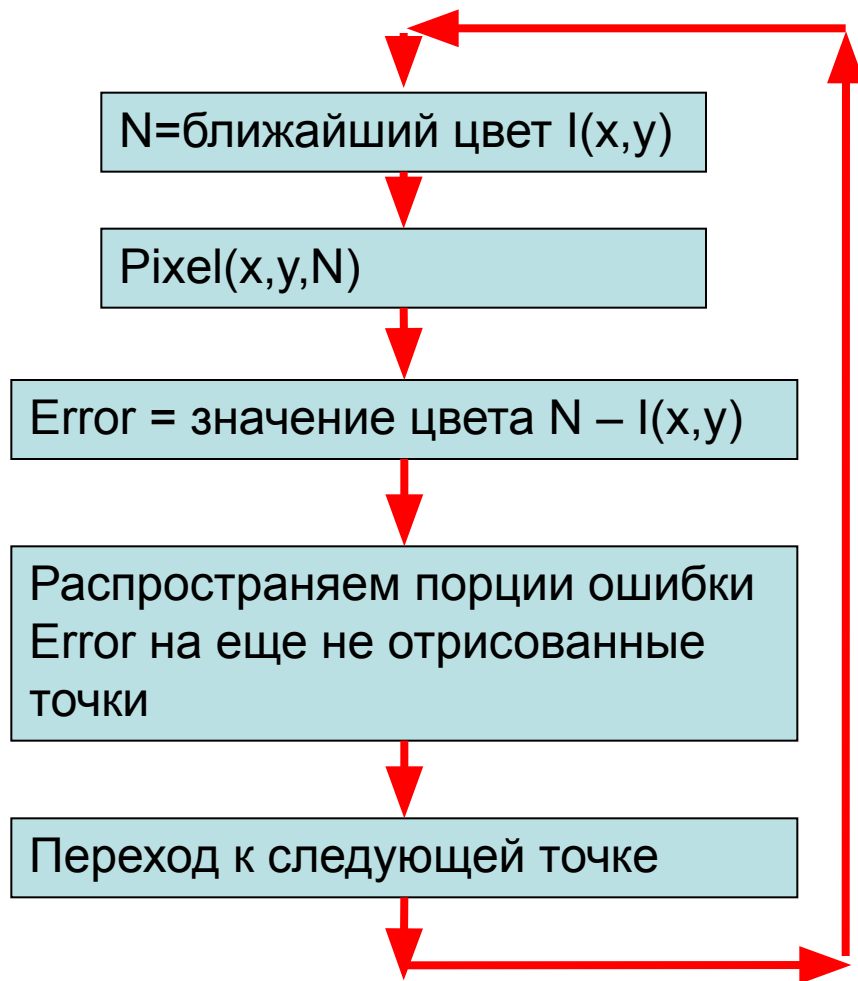 N=ближайший цвет I(x,y)
Pixel(x,y,N)
Error = значение цвета N – I(x,y)
Распространяем порции ошибки
Error на еще не отрисованные
точки
Переход к следующей точке